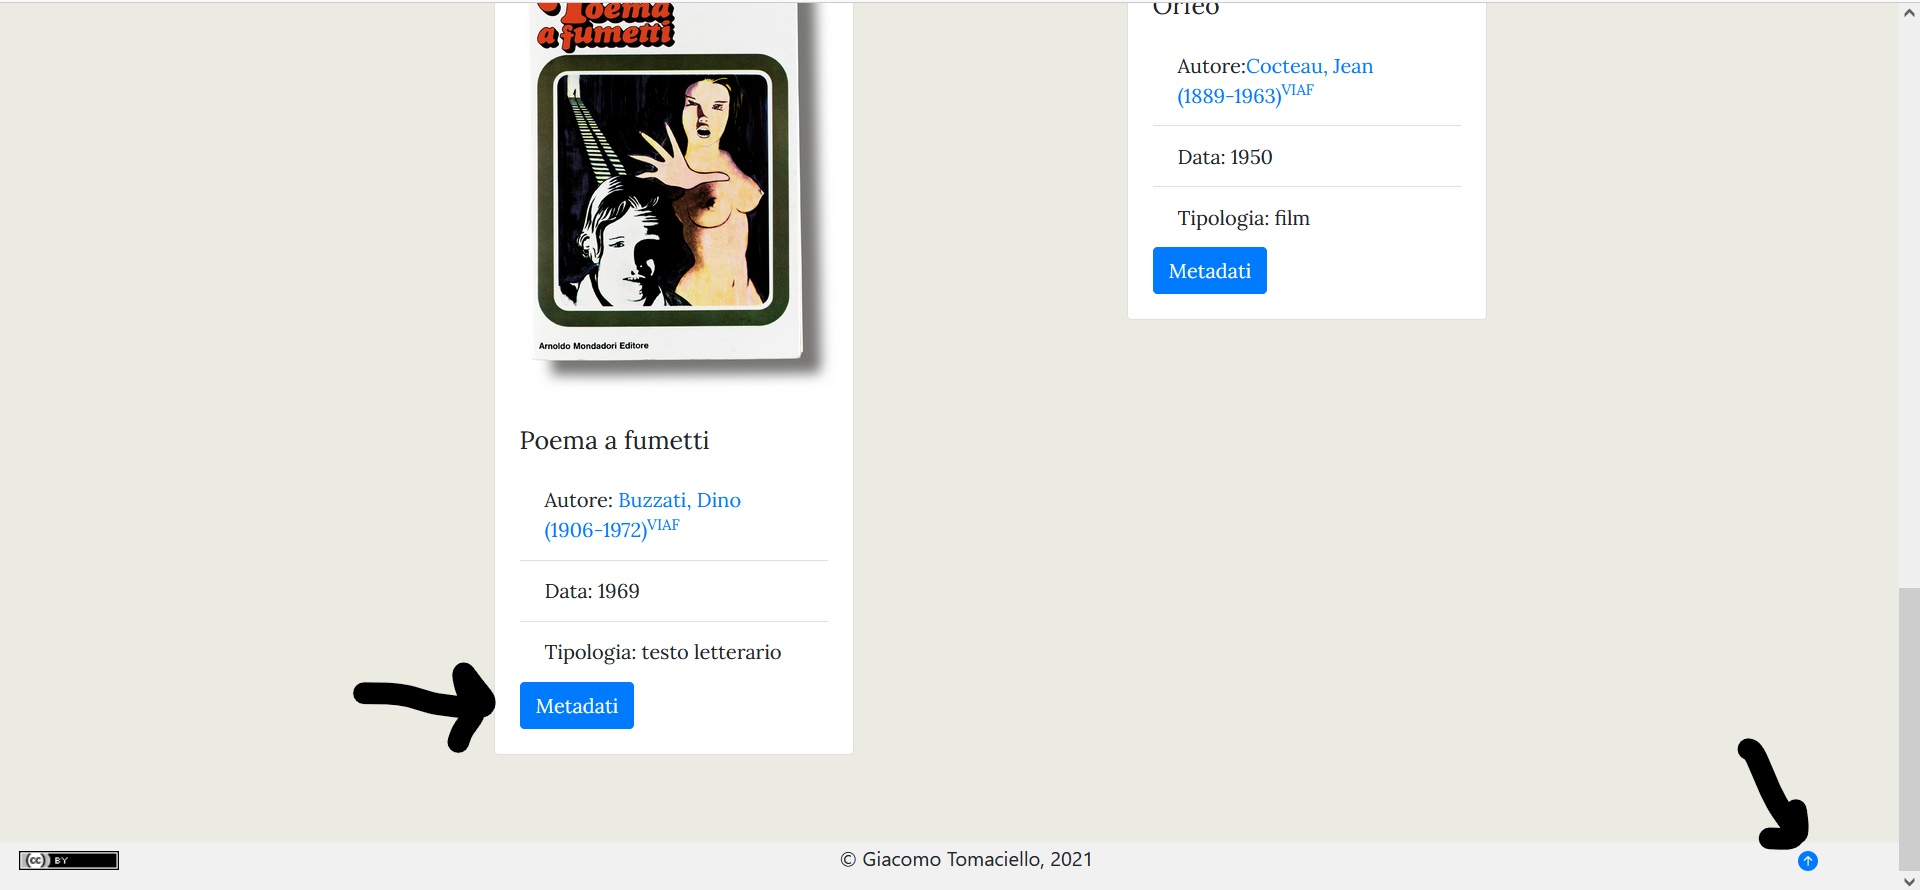 Poema
a fumetti
Arnoldo Mondadori Editore
Poema a fumetti
Autore: Buzzati, Dino
(1906-1972)VIAF
Data: 1969
Tipologia: testo letterario
Metadati
Orfeo
Autore:Cocteau, Jean
(1889-1963)VIAF
Data: 1950
Tipologia: film
Metadati
cc BY
© Giacomo Tomaciello, 2021